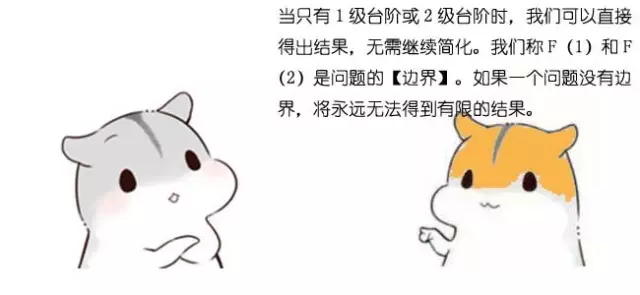 当只有 1 级台阶或 2 级台阶时，我们可以直接
得出结果，无需继续简化。我们称 F（1）和 F
（2）是问题的【边界】。如果一个问题没有边
界，将永远无法得到有限的结果。